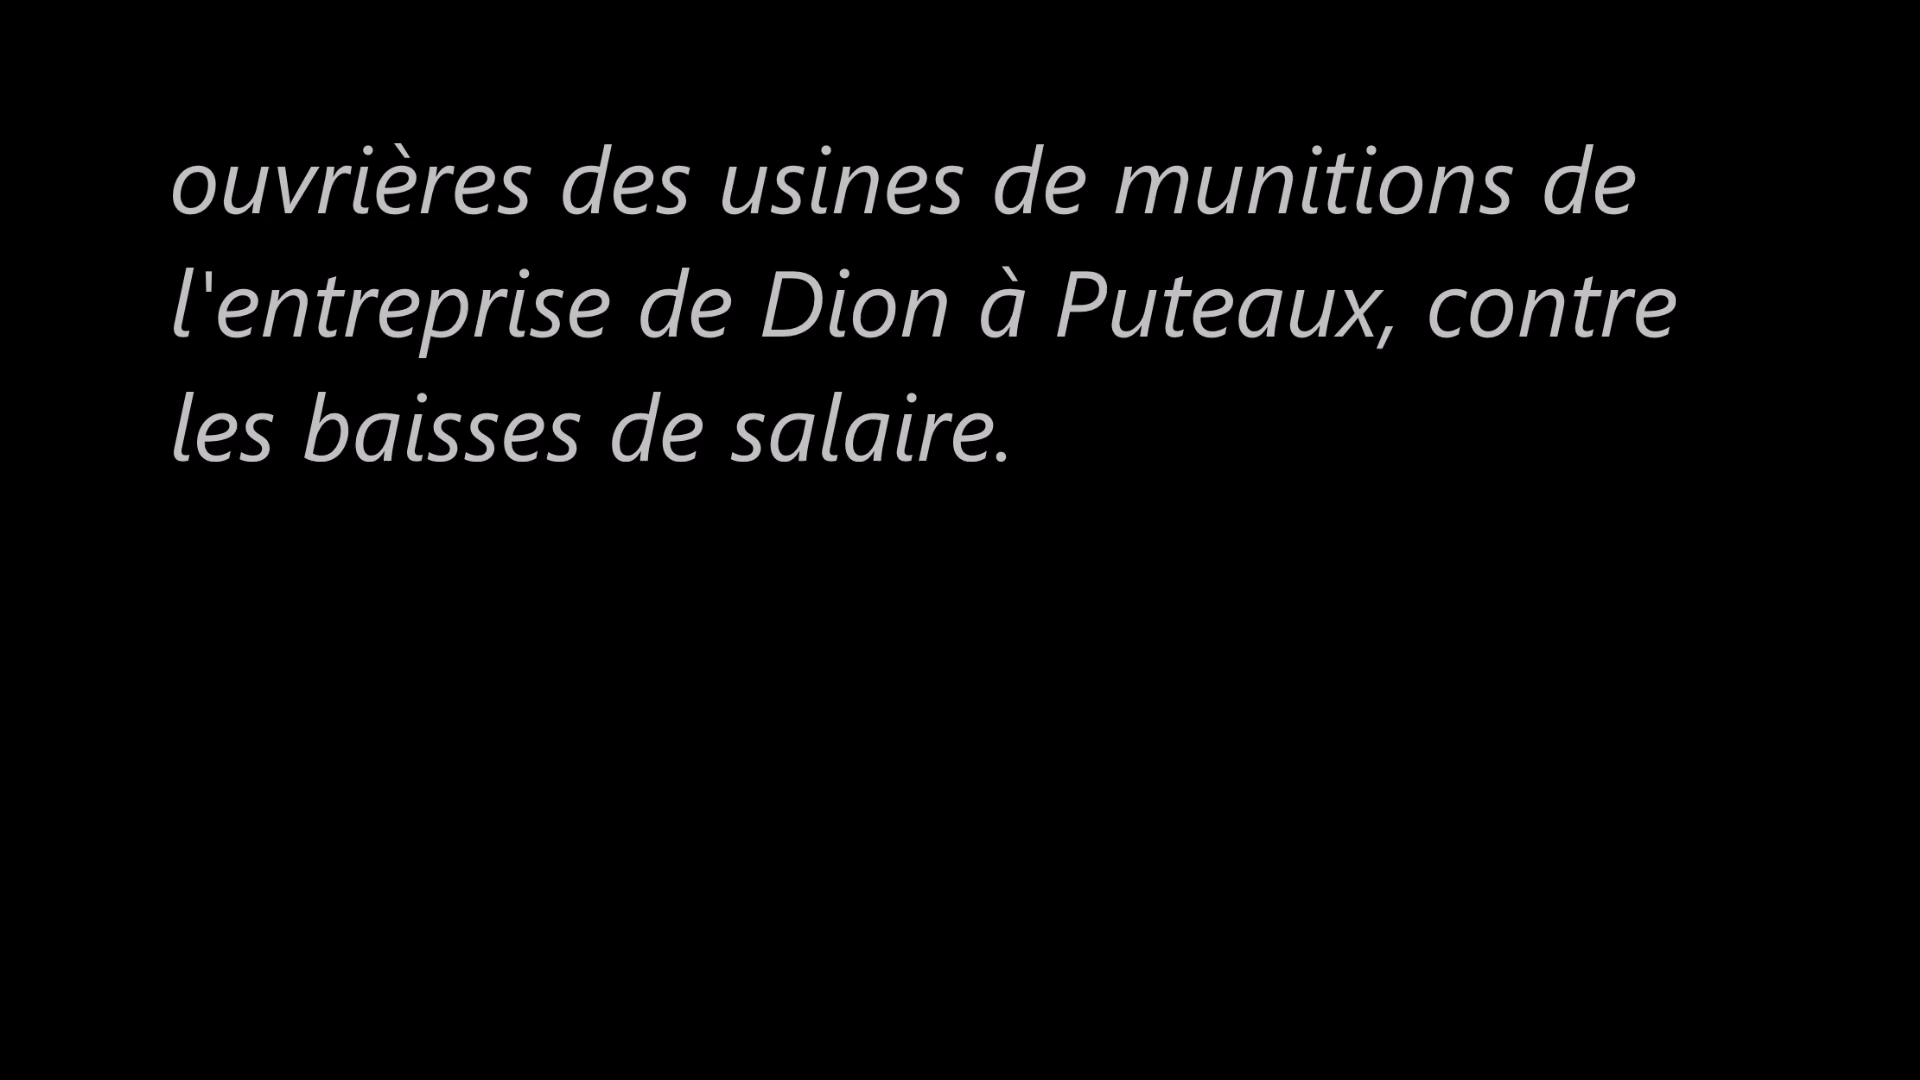 ouvrières des usines de munitions de
l'entreprise de Dion à Puteaux, contre
les baisses de salaire.